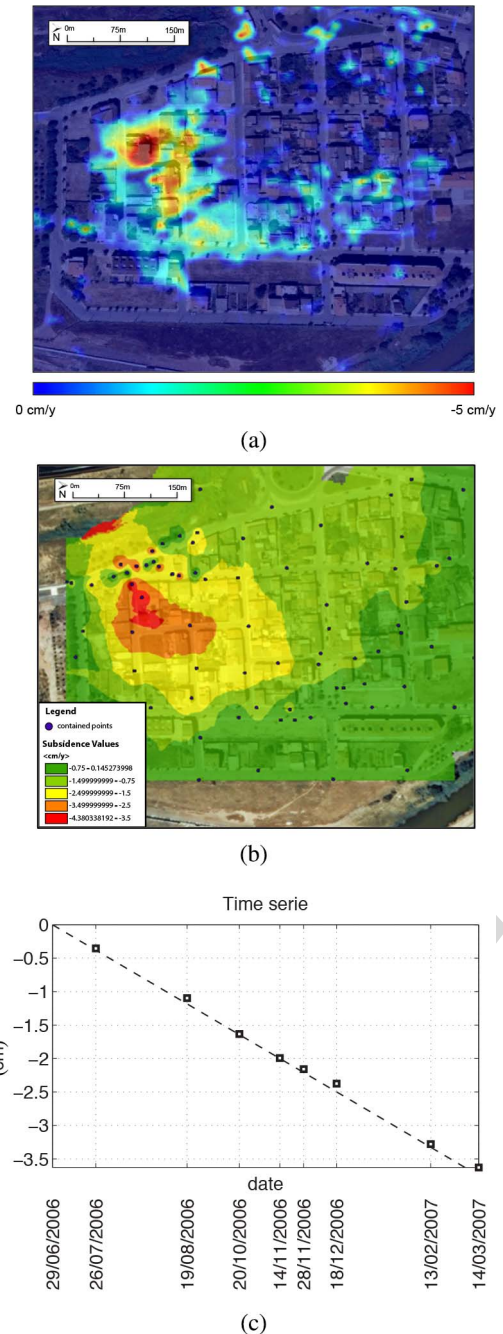 0m 75m 150m
N
0 cm/y -5 cm/y
(a)
0m 75m 150m
N
Legend
contained points
Subsidence Values
<cm/y>
-0.75 - 0.145273998
-1.499999999 - -0.75
-2.499999999 - -1.5
-3.499999999 - -2.5
-4.380338192 - -3.5
(b)
Time serie
0
−0.5
−1
−1.5
−2
−2.5
−3
−3.5
(cm)
date
29/06/2006
26/07/2006
19/08/2006
20/10/2006
14/11/2006
28/11/2006
18/12/2006
13/02/2007
14/03/2007
(c)